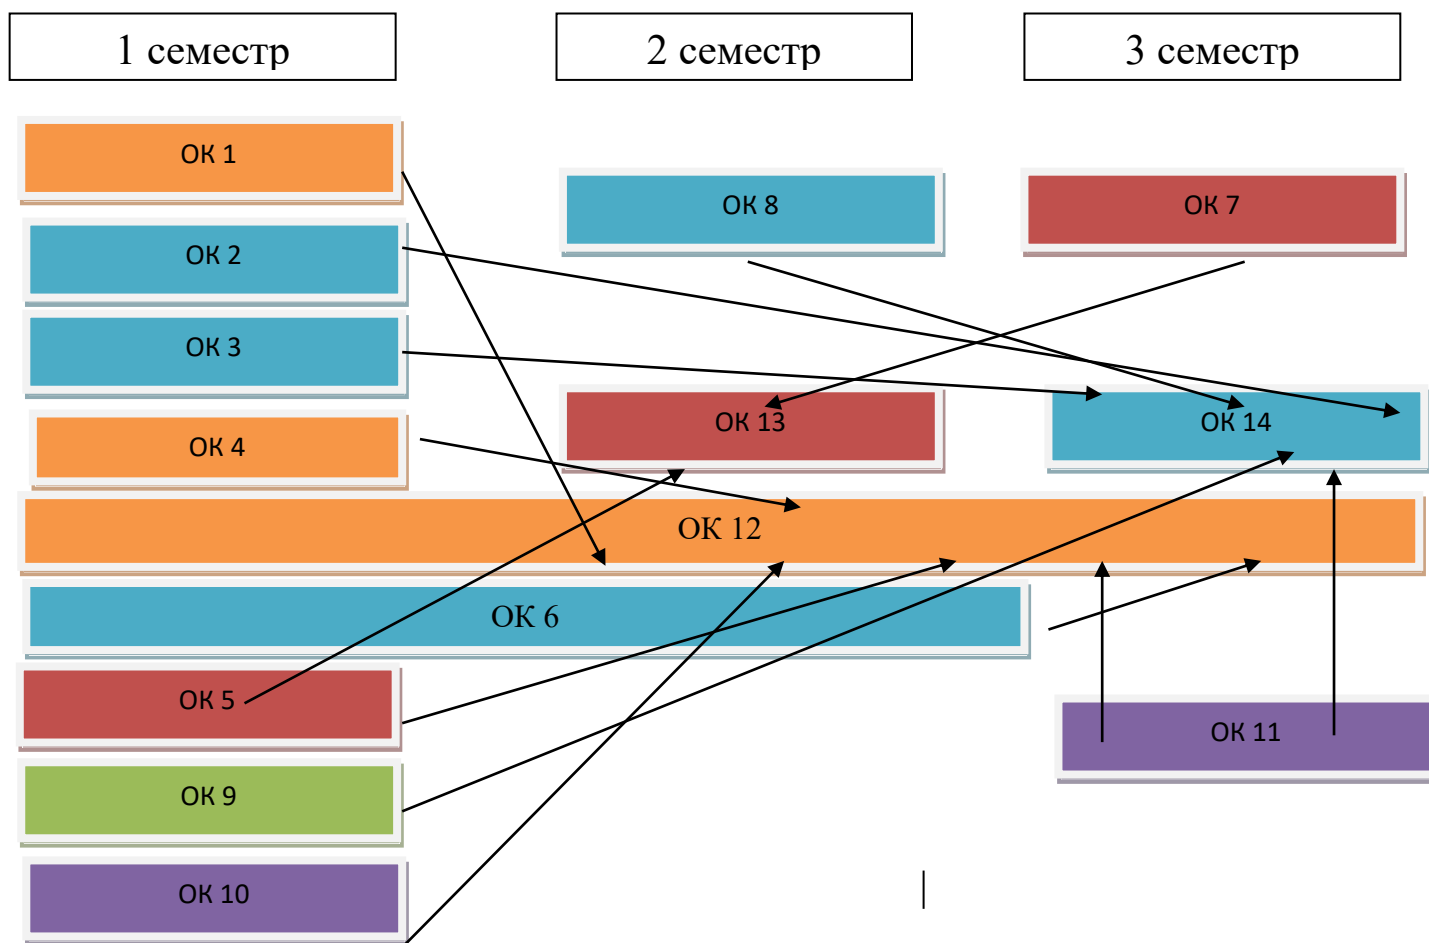 1 семестр
2 семестр
3 семестр
ОК 1
ОК 8
ОК 7
ОК 2
ОК 3
ОК 13
ОК 14
ОК 4
ОК 12
ОК 6
ОК 5
ОК 11
ОК 9
ОК 10